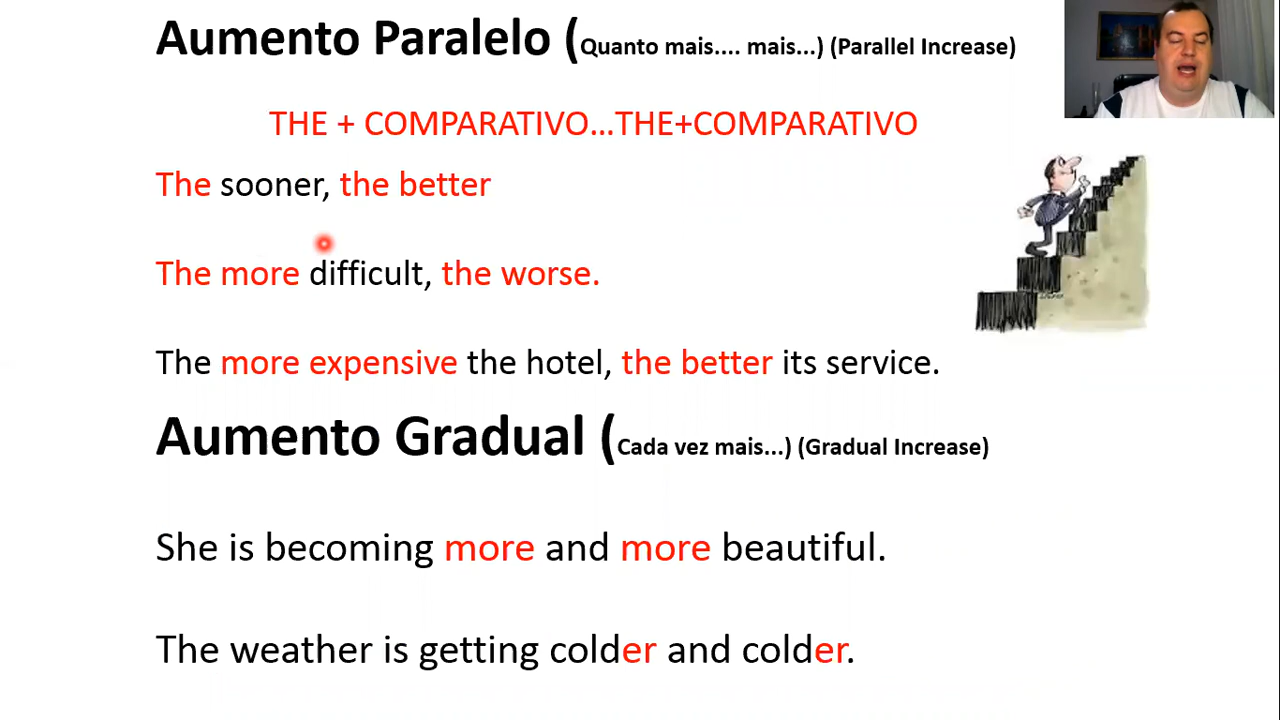 Aumento Paralelo (Quanto mais.... mais...) (Parallel Increase)
THE + COMPARATIVO...THE+COMPARATIVO
The sooner, the better
The more difficult, the worse.
The more expensive the hotel, the better its service.
Aumento Gradual (Cada vez mais...) (Gradual Increase)
She is becoming more and more beautiful.
The weather is getting colder and colder.